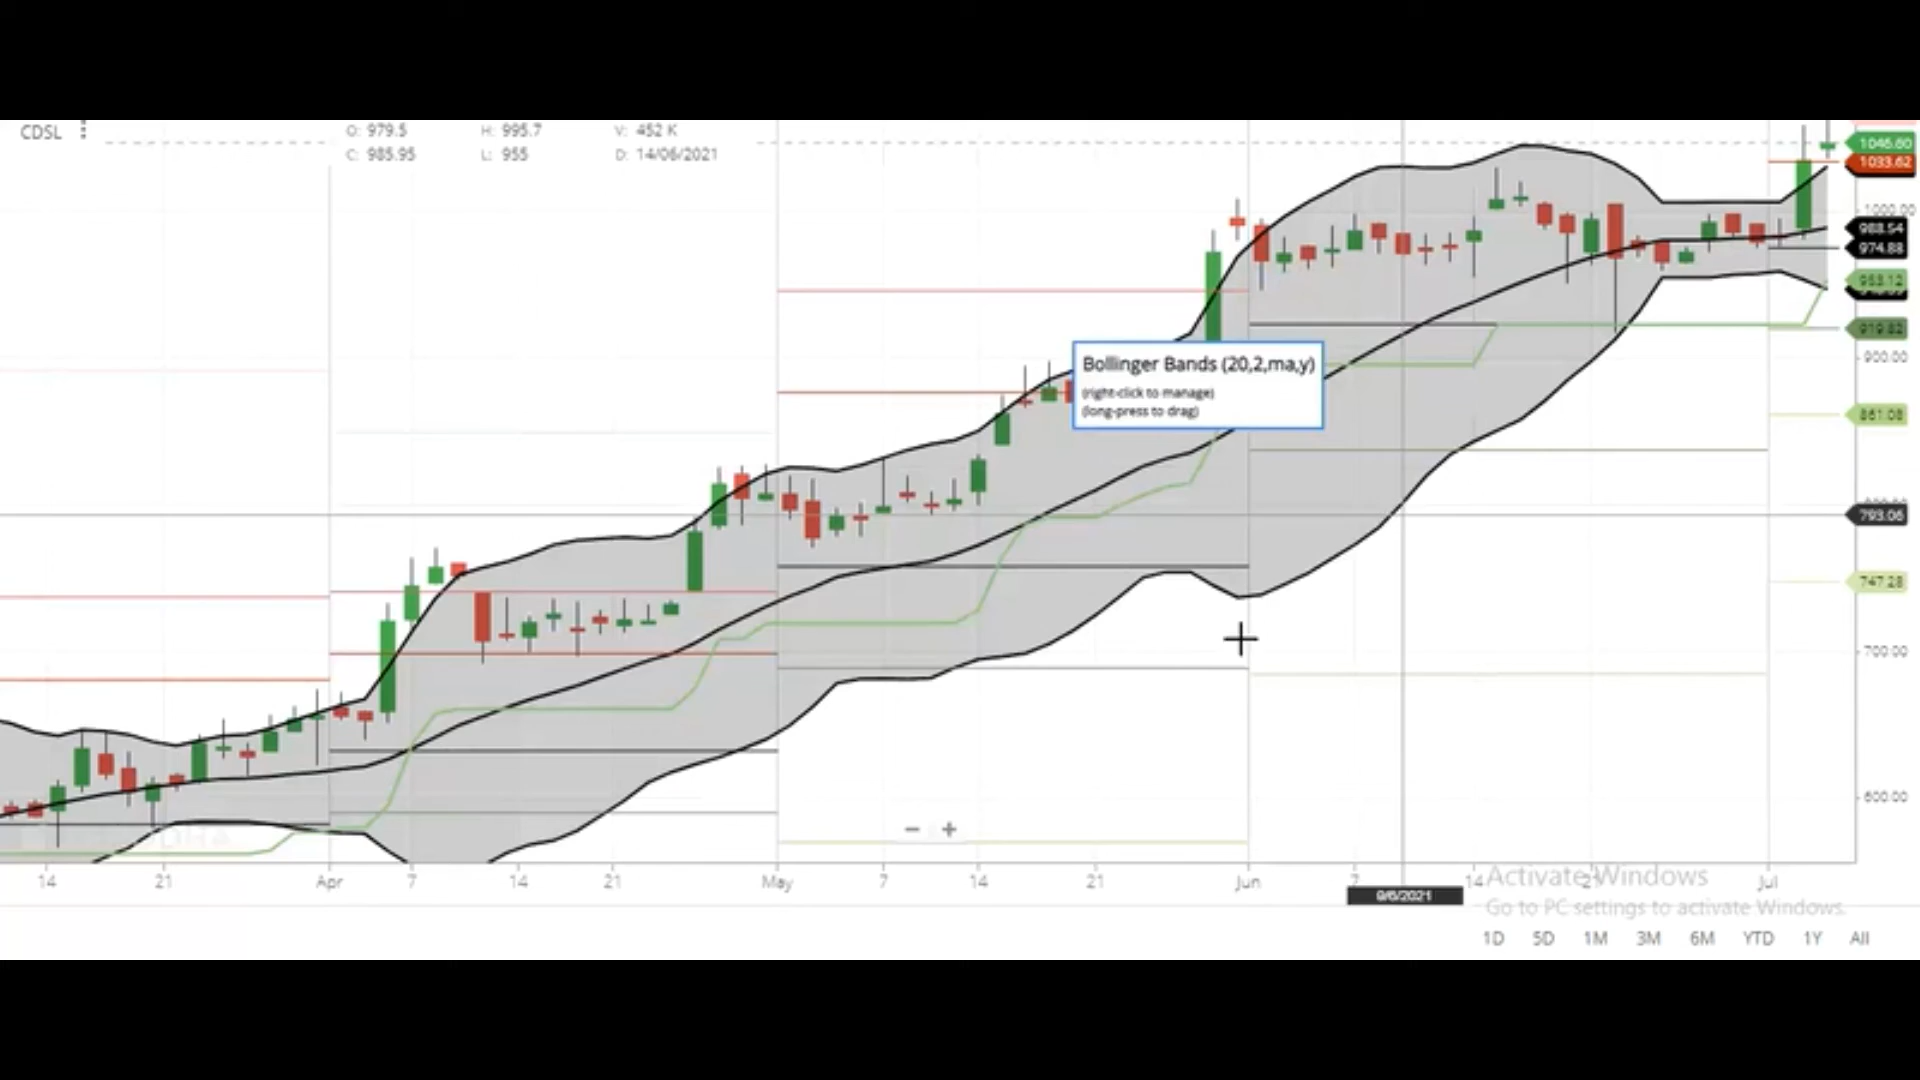 CDSL
O: 979.5 H: 995.7 V: 452 K
C: 985.95 L: 955 D: 14/06/2021
1046.60
1033.62
1000.00
988.54
974.88
953.12
919.82
900.00
Bollinger Bands (20,2,ma,y)
(right-click to manage)
(long-press to drag)
861.08
793.06
747.28
700.00
600.00
− +
14 21 Apr 7 14 21 May 7 14 21 Jun 7 14 21 Jul
9/6/2021
Activate Windows
Go to PC settings to activate Windows.
1D 5D 1M 3M 6M YTD 1Y All